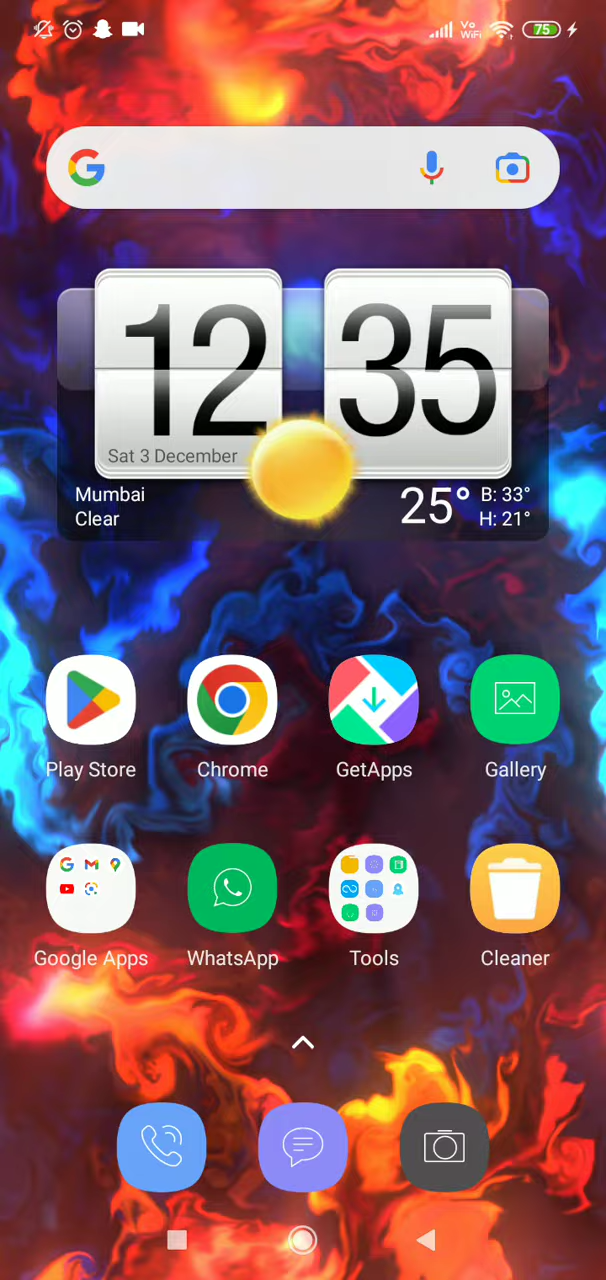 Vo
WiFi
75
12 35
Sat 3 December
Mumbai
Clear
25° B: 33°
H: 21°
Play Store Chrome GetApps Gallery
Google Apps WhatsApp Tools Cleaner